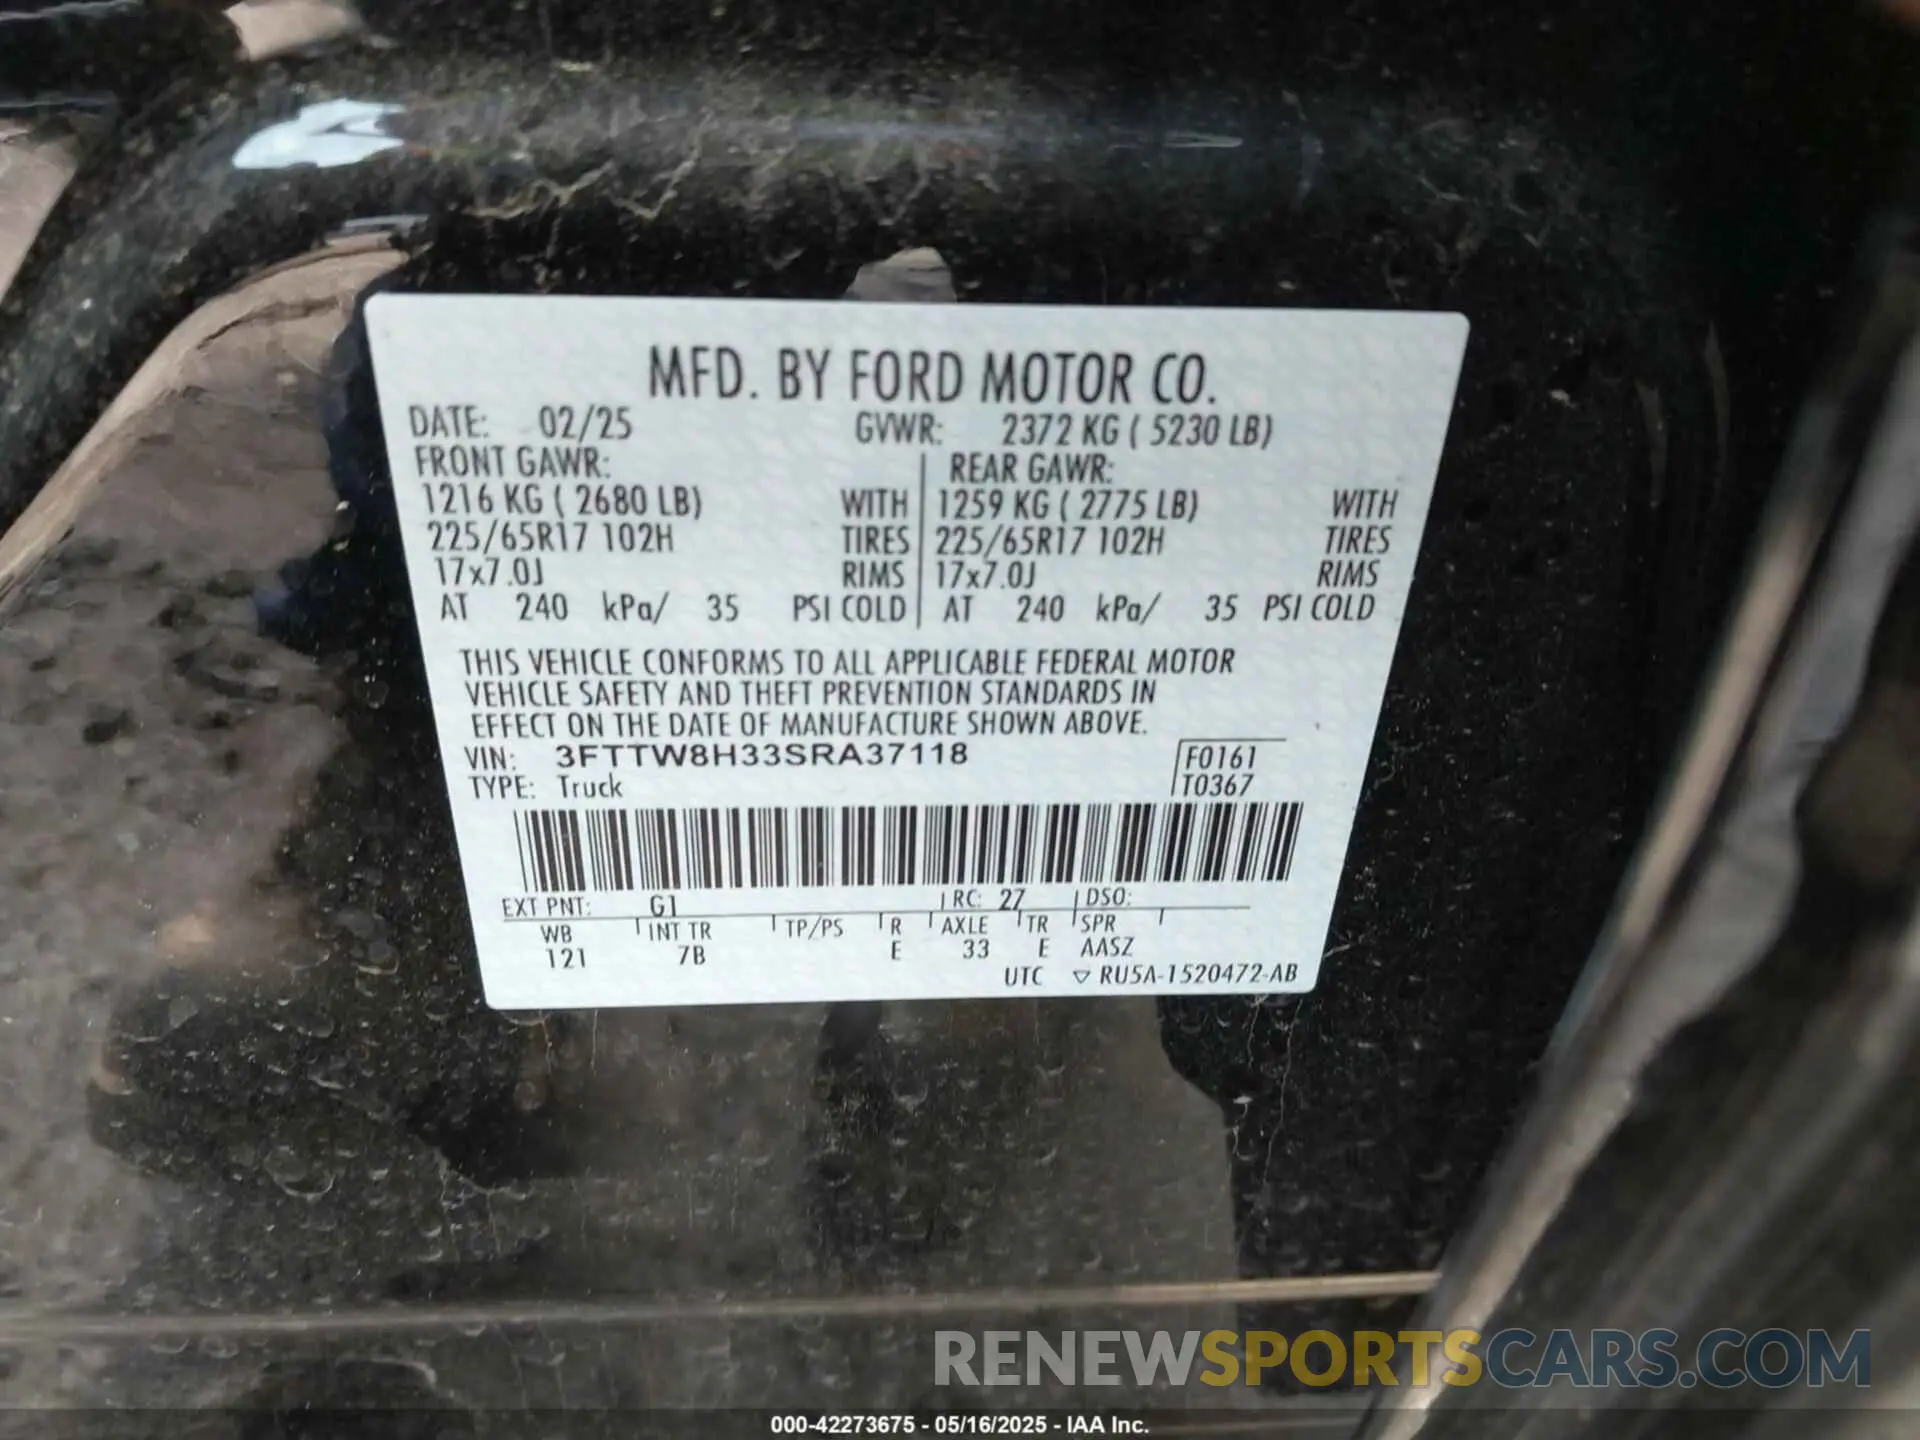 MFD. BY FORD MOTOR CO.
DATE: 02/25 GVWR: 2372 KG ( 5230 LB)
FRONT GAWR: REAR GAWR:
1216 KG ( 2680 LB) WITH 1259 KG ( 2775 LB) WITH
225/65R17 102H TIRES 225/65R17 102H TIRES
17x7.0J RIMS 17x7.0J RIMS
AT 240 kPa/ 35 PSI COLD AT 240 kPa/ 35 PSI COLD
THIS VEHICLE CONFORMS TO ALL APPLICABLE FEDERAL MOTOR
VEHICLE SAFETY AND THEFT PREVENTION STANDARDS IN
EFFECT ON THE DATE OF MANUFACTURE SHOWN ABOVE.
VIN: 3FTTW8H33SRA37118 F0161
TYPE: Truck T0367
EXT PNT: G1 RC: 27 DSO:
WB INT TR TP/PS R AXLE TR SPR
121 7B E 33 E AASZ
UTC ▽ RU5A-1520472-AB
RENEWSPORTSCARS.COM
000-42273675 - 05/16/2025 - IAA Inc.